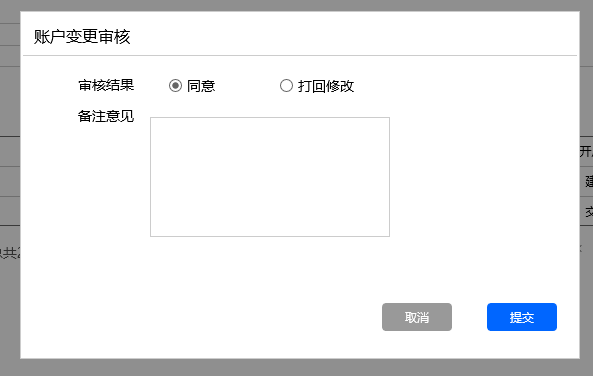 账户变更审核
审核结果 同意 打回修改
备注意见
取消 提交